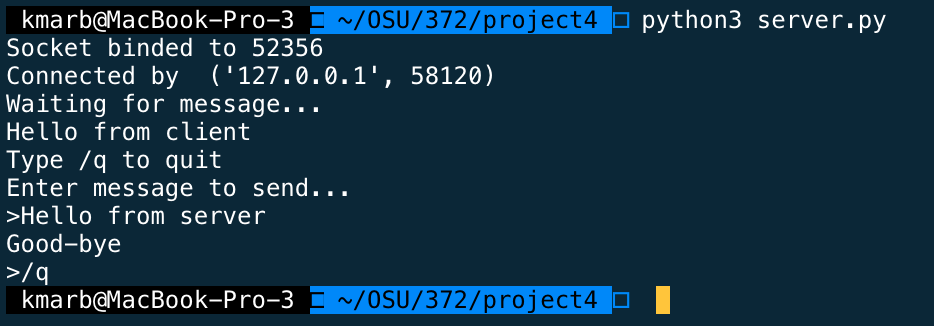 kmarb@MacBook-Pro-3 ~/OSU/372/project4 python3 server.py
Socket binded to 52356
Connected by  ('127.0.0.1', 58120)
Waiting for message...
Hello from client
Type /q to quit
Enter message to send...
>Hello from server
Good-bye
>/q
kmarb@MacBook-Pro-3 ~/OSU/372/project4